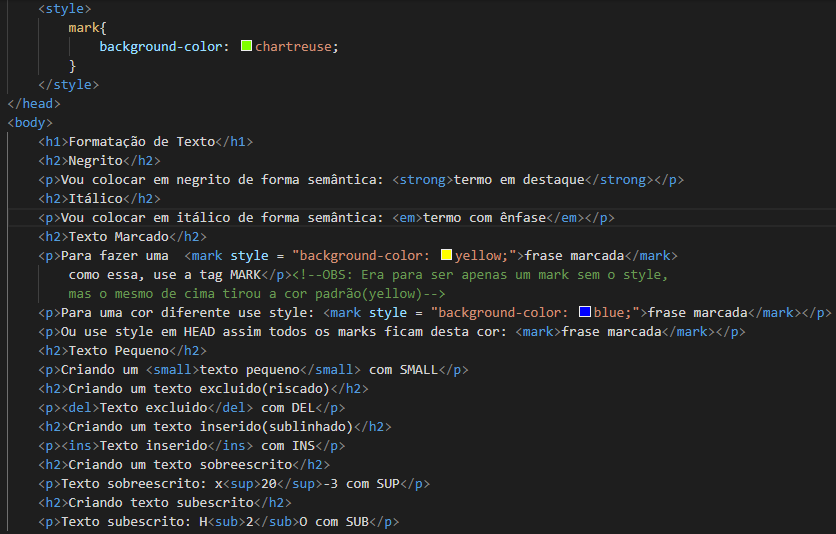 <style>
mark{
background-color: chartreuse;
}
</style>
</head>
<body>
<h1>Formatação de Texto</h1>
<h2>Negrito</h2>
<p>Vou colocar em negrito de forma semântica: <strong>termo em destaque</strong></p>
<h2>Itálico</h2>
<p>Vou colocar em itálico de forma semântica: <em>termo com ênfase</em></p>
<h2>Texto Marcado</h2>
<p>Para fazer uma  <mark style = "background-color: yellow;">frase marcada</mark>
como essa, use a tag MARK</p><!--OBS: Era para ser apenas um mark sem o style,
mas o mesmo de cima tirou a cor padrão(yellow)-->
<p>Para uma cor diferente use style: <mark style = "background-color: blue;">frase marcada</mark></p>
<p>Ou use style em HEAD assim todos os marks ficam desta cor: <mark>frase marcada</mark></p>
<h2>Texto Pequeno</h2>
<p>Criando um <small>texto pequeno</small> com SMALL</p>
<h2>Criando um texto excluido(riscado)</h2>
<p><del>Texto excluido</del> com DEL</p>
<h2>Criando um texto inserido(sublinhado)</h2>
<p><ins>Texto inserido</ins> com INS</p>
<h2>Criando um texto sobreescrito</h2>
<p>Texto sobreescrito: x<sup>20</sup>-3 com SUP</p>
<h2>Criando texto subescrito</h2>
<p>Texto subescrito: H<sub>2</sub>O com SUB</p>